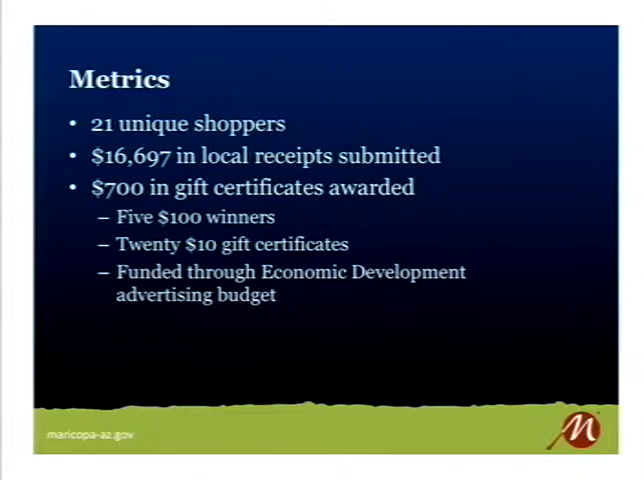 Metrics
• 21 unique shoppers
• $16,697 in local receipts submitted
• $700 in gift certificates awarded
– Five $100 winners
– Twenty $10 gift certificates
– Funded through Economic Development
advertising budget
maricopa-az.gov
M